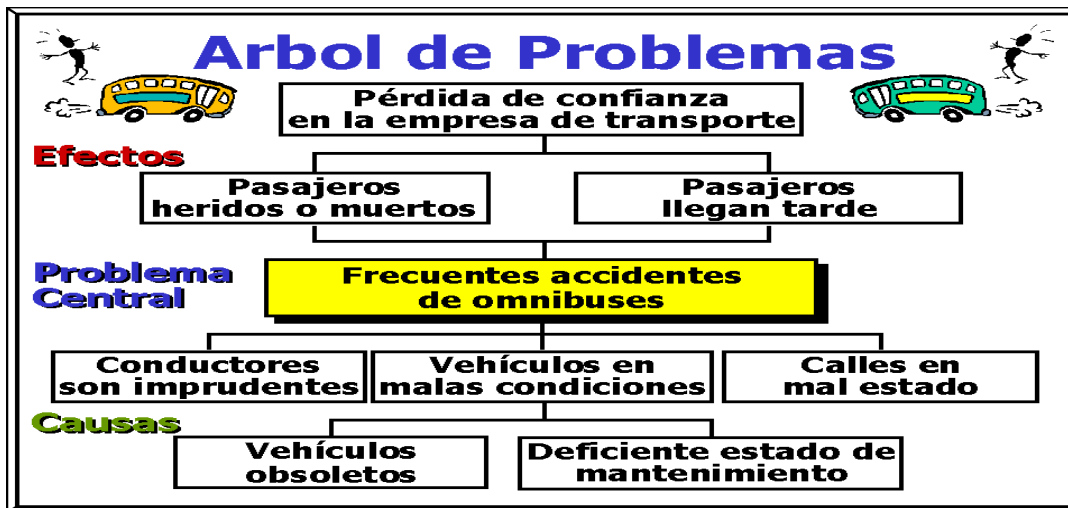 Arbol de Problemas
Pérdida de confianza
en la empresa de transporte
Efectos
Pasajeros
heridos o muertos
Pasajeros
llegan tarde
Problema
Central
Frecuentes accidentes
de omnibuses
Conductores
son imprudentes
Vehículos en
malas condiciones
Calles en
mal estado
Causas
Vehículos
obsoletos
Deficiente estado de
mantenimiento